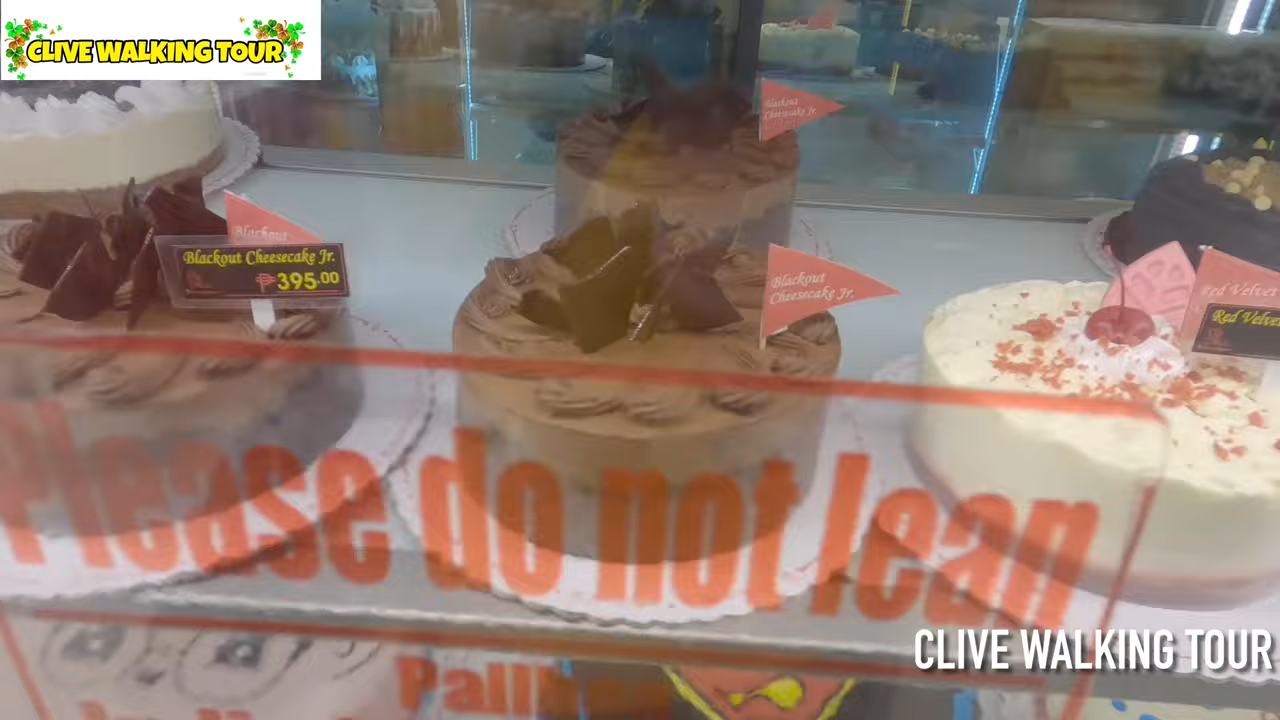 CLIVE WALKING TOUR
Blackout
Cheesecake Jr.
Blackout
Blackout Cheesecake Jr.
₱395.00
Blackout
Cheesecake Jr.
Red Velvet
Red Velvet
Please do not lean
CLIVE WALKING TOUR